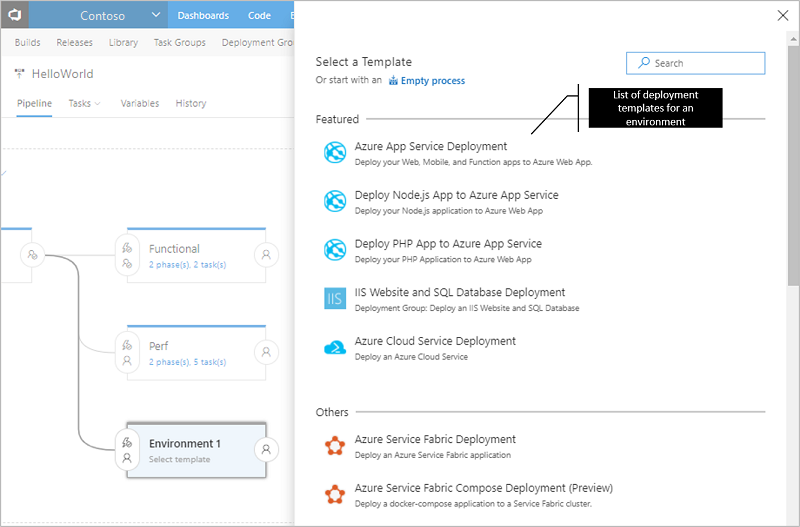 Contoso
Dashboards
Code
Builds
Releases
Library
Task Groups
Deployment Grou
HelloWorld
Pipeline
Tasks
Variables
History
Functional
2 phase(s), 2 task(s)
Perf
2 phase(s), 5 task(s)
Environment 1
Select template
Select a Template
Or start with an Empty process
Search
List of deployment
templates for an
environment
Featured
Azure App Service Deployment
Deploy your Web, Mobile, and Function apps to Azure Web App.
Deploy Node.js App to Azure App Service
Deploy your Node.js application to Azure Web App
Deploy PHP App to Azure App Service
Deploy your PHP Application to Azure Web App
IIS
IIS Website and SQL Database Deployment
Deployment Group: Deploy an IIS Website and SQL Database
Azure Cloud Service Deployment
Deploy an Azure Cloud Service
Others
Azure Service Fabric Deployment
Deploy an Azure Service Fabric application
Azure Service Fabric Compose Deployment (Preview)
Deploy a docker-compose application to a Service Fabric cluster.